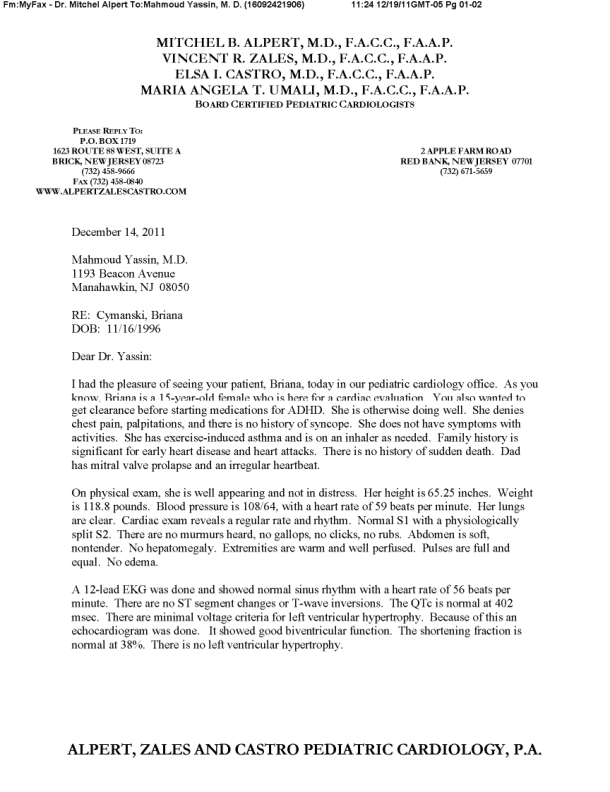 Fm:MyFax - Dr. Mitchel Alpert To:Mahmoud Yassin, M. D. (16092421906) 11:24 12/19/11GMT-05 Pg 01-02
MITCHEL B. ALPERT, M.D., F.A.C.C., F.A.A.P.
VINCENT R. ZALES, M.D., F.A.C.C., F.A.A.P.
ELSA I. CASTRO, M.D., F.A.C.C., F.A.A.P.
MARIA ANGELA T. UMALI, M.D., F.A.C.C., F.A.A.P.
BOARD CERTIFIED PEDIATRIC CARDIOLOGISTS
PLEASE REPLY TO:
P.O. BOX 1719
1623 ROUTE 88 WEST, SUITE A
BRICK, NEW JERSEY 08723
(732) 458-9666
FAX (732) 458-0840
WWW.ALPERTZALESCASTRO.COM
2 APPLE FARM ROAD
RED BANK, NEW JERSEY 07701
(732) 671-5659
December 14, 2011
Mahmoud Yassin, M.D.
1193 Beacon Avenue
Manahawkin, NJ 08050
RE: Cymanski, Briana
DOB: 11/16/1996
Dear Dr. Yassin:
I had the pleasure of seeing your patient, Briana, today in our pediatric cardiology office. As you
know, Briana is a 15-year-old female who is here for a cardiac evaluation. You also wanted to
get clearance before starting medications for ADHD. She is otherwise doing well. She denies
chest pain, palpitations, and there is no history of syncope. She does not have symptoms with
activities. She has exercise-induced asthma and is on an inhaler as needed. Family history is
significant for early heart disease and heart attacks. There is no history of sudden death. Dad
has mitral valve prolapse and an irregular heartbeat.
On physical exam, she is well appearing and not in distress. Her height is 65.25 inches. Weight
is 118.8 pounds. Blood pressure is 108/64, with a heart rate of 59 beats per minute. Her lungs
are clear. Cardiac exam reveals a regular rate and rhythm. Normal S1 with a physiologically
split S2. There are no murmurs heard, no gallops, no clicks, no rubs. Abdomen is soft,
nontender. No hepatomegaly. Extremities are warm and well perfused. Pulses are full and
equal. No edema.
A 12-lead EKG was done and showed normal sinus rhythm with a heart rate of 56 beats per
minute. There are no ST segment changes or T-wave inversions. The QTc is normal at 402
msec. There are minimal voltage criteria for left ventricular hypertrophy. Because of this an
echocardiogram was done. It showed good biventricular function. The shortening fraction is
normal at 38%. There is no left ventricular hypertrophy.
ALPERT, ZALES AND CASTRO PEDIATRIC CARDIOLOGY, P.A.